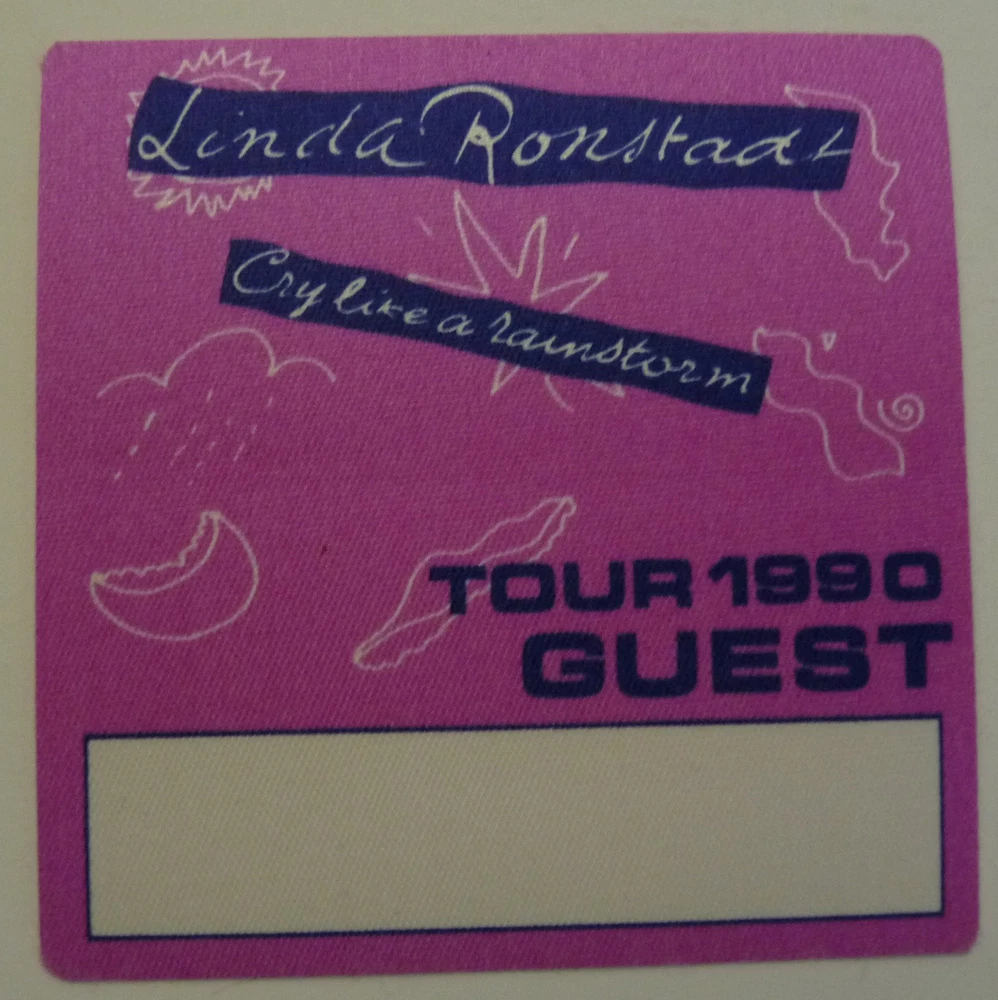 Linda Ronstadt
Cry like a rainstorm
TOUR 1990
GUEST